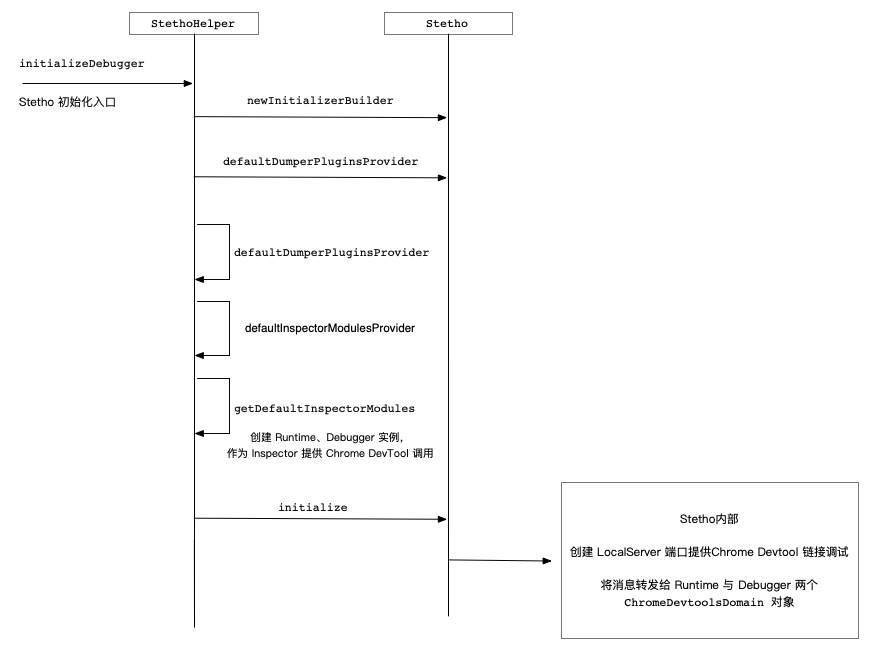 StethoHelper
Stetho
initializeDebugger
Stetho 初始化入口
newInitializerBuilder
defaultDumperPluginsProvider
defaultDumperPluginsProvider
defaultInspectorModulesProvider
getDefaultInspectorModules
创建 Runtime、Debugger 实例，
作为 Inspector 提供 Chrome DevTool 调用
initialize
Stetho内部
创建 LocalServer 端口提供Chrome Devtool 链接调试
将消息转发给 Runtime 与 Debugger 两个
ChromeDevtoolsDomain 对象